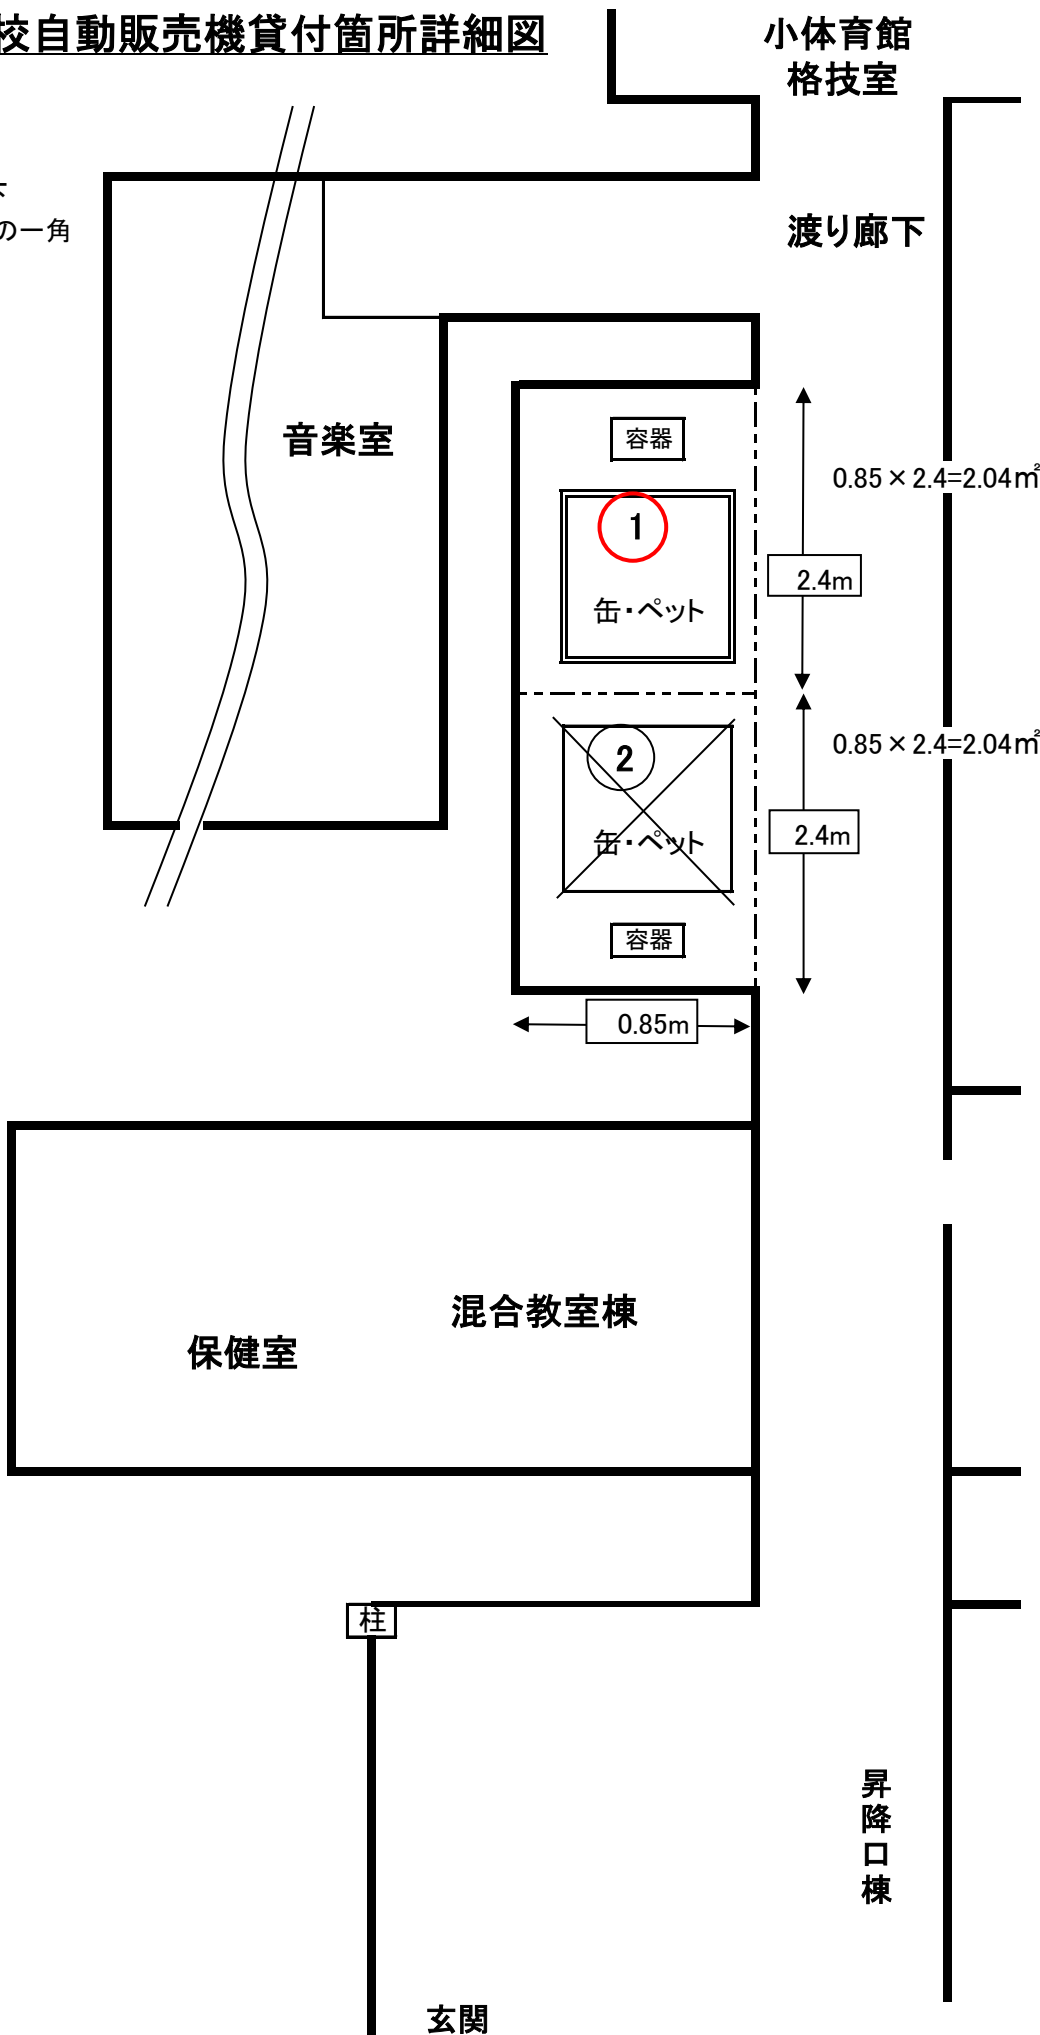 校自動販売機貸付箇所詳細図
小体育館
格技室
の一角
渡り廊下
音楽室
容器
0.85×2.4=2.04㎡
1
2.4m
缶・ペット
0.85×2.4=2.04㎡
2
2.4m
缶・ペット
容器
0.85m
混合教室棟
保健室
柱
昇降口棟
玄関